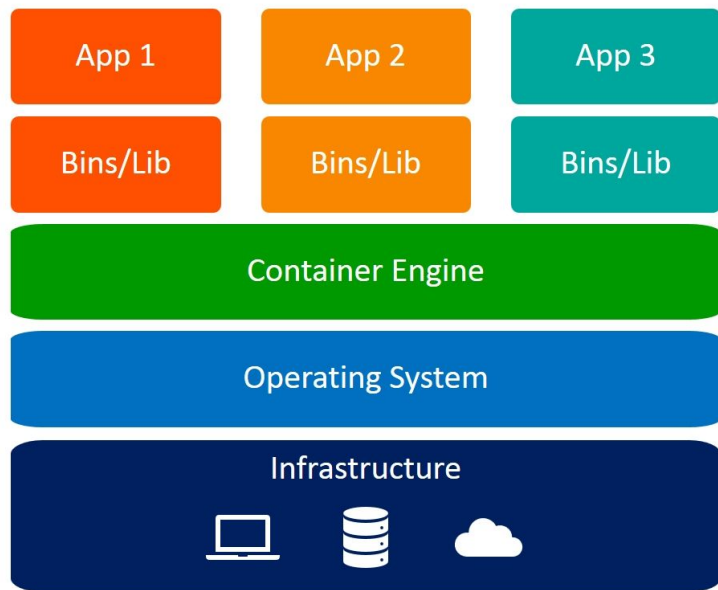 App 1
App 2
App 3
Bins/Lib
Bins/Lib
Bins/Lib
Container Engine
Operating System
Infrastructure